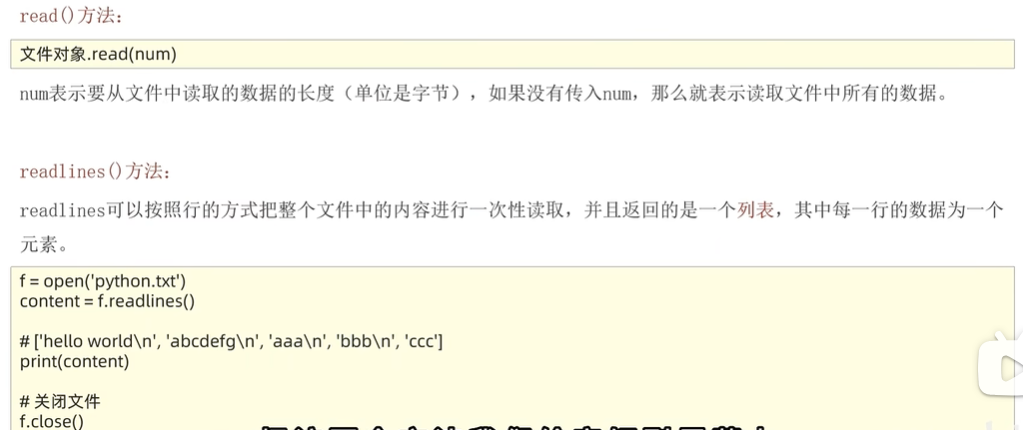 read()方法：
文件对象.read(num)
num表示要从文件中读取的数据的长度（单位是字节），如果没有传入num，那么就表示读取文件中所有的数据。
readlines()方法：
readlines可以按照行的方式把整个文件中的内容进行一次性读取，并且返回的是一个列表，其中每一行的数据为一个
元素。
f = open('python.txt')
content = f.readlines()
# ['hello world\n', 'abcdefg\n', 'aaa\n', 'bbb\n', 'ccc']
print(content)
# 关闭文件
f.close()